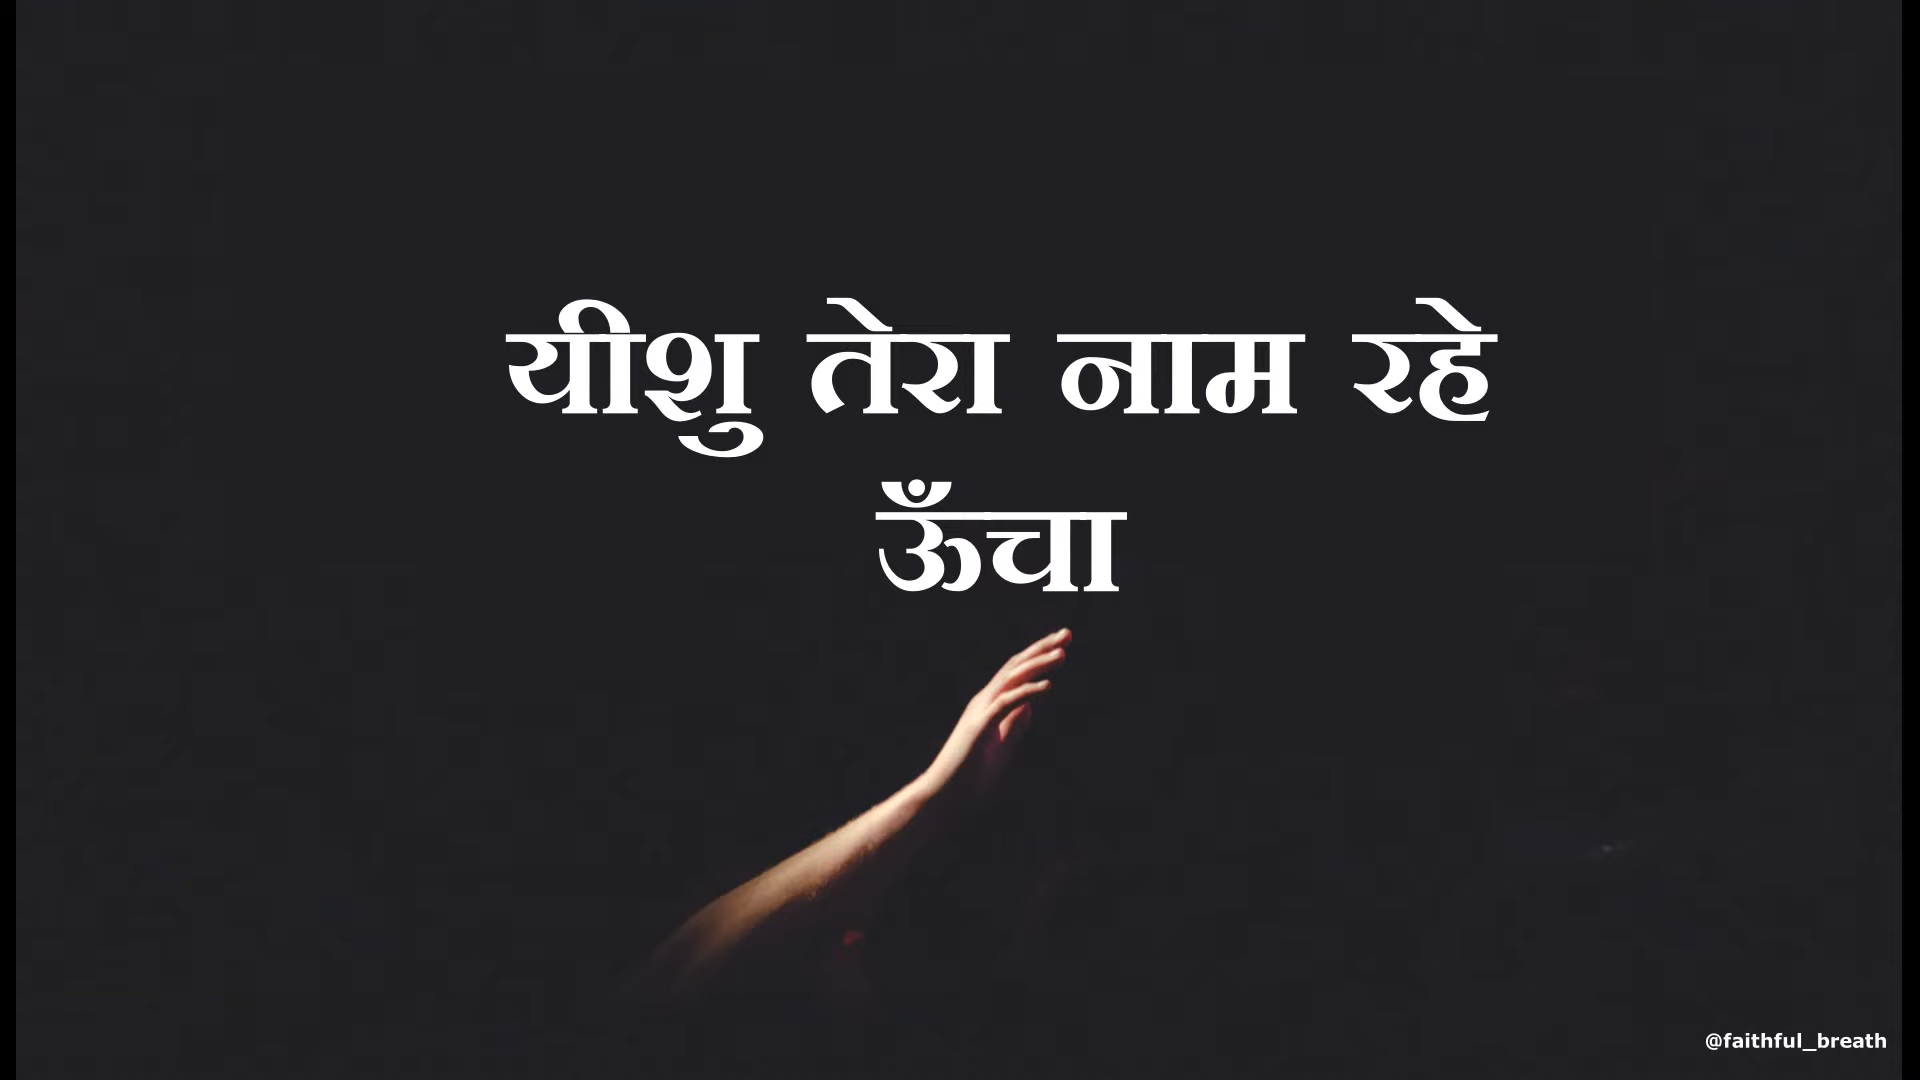 यीशु तेरा नाम रहे
ऊँचा
@faithful_breath